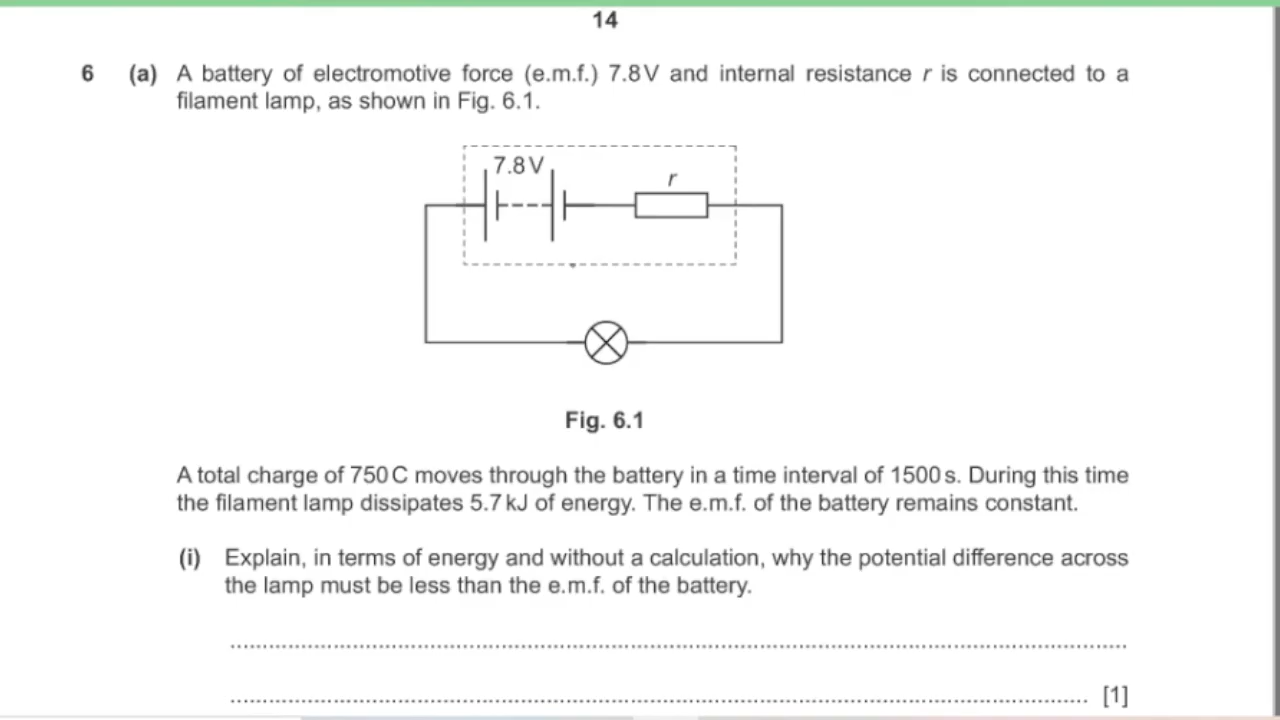 14
6 (a) A battery of electromotive force (e.m.f.) 7.8V and internal resistance r is connected to a
filament lamp, as shown in Fig. 6.1.
7.8V
r
Fig. 6.1
A total charge of 750C moves through the battery in a time interval of 1500s. During this time
the filament lamp dissipates 5.7kJ of energy. The e.m.f. of the battery remains constant.
(i) Explain, in terms of energy and without a calculation, why the potential difference across
the lamp must be less than the e.m.f. of the battery.
[1]